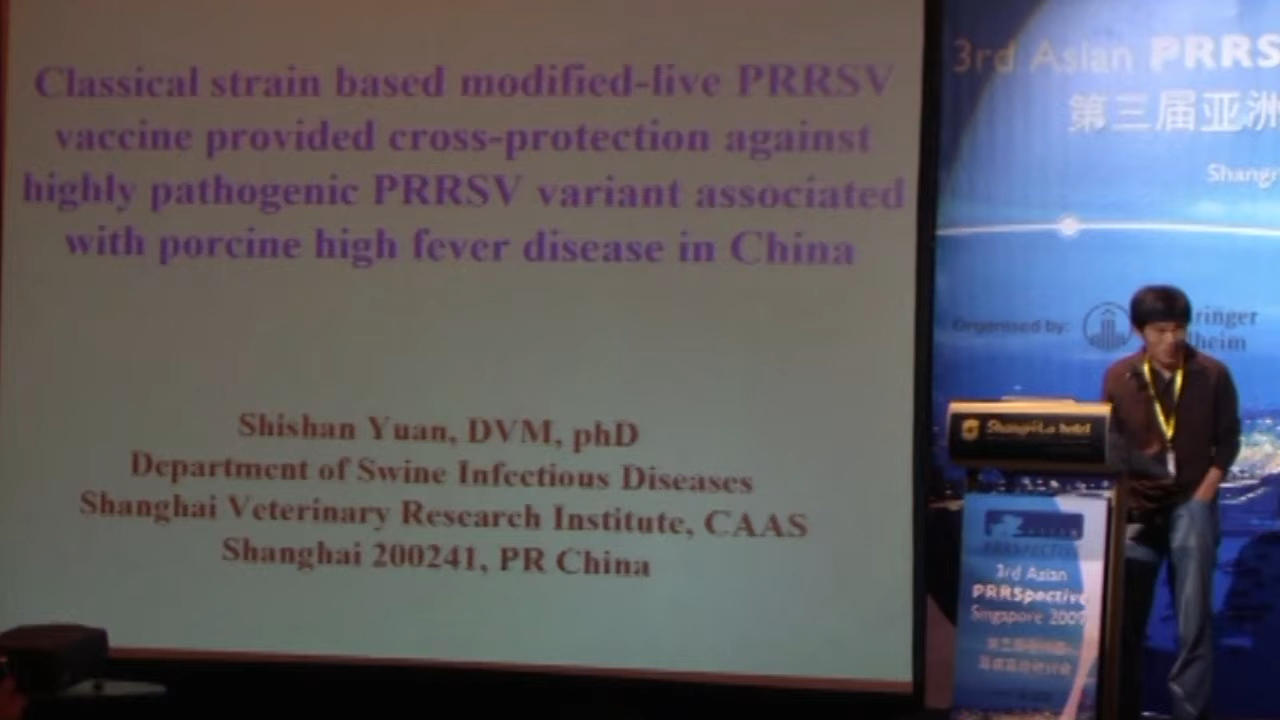 Classical strain based modified-live PRRSV
vaccine provided cross-protection against
highly pathogenic PRRSV variant associated
with porcine high fever disease in China
Shishan Yuan, DVM, phD
Department of Swine Infectious Diseases
Shanghai Veterinary Research Institute, CAAS
Shanghai 200241, PR China
3rd Asian PRRS
第三届亚洲
Organised by:
ringer
lheim
Shangri-La hotel
3rd Asian
PRRSpective
Singapore 2009